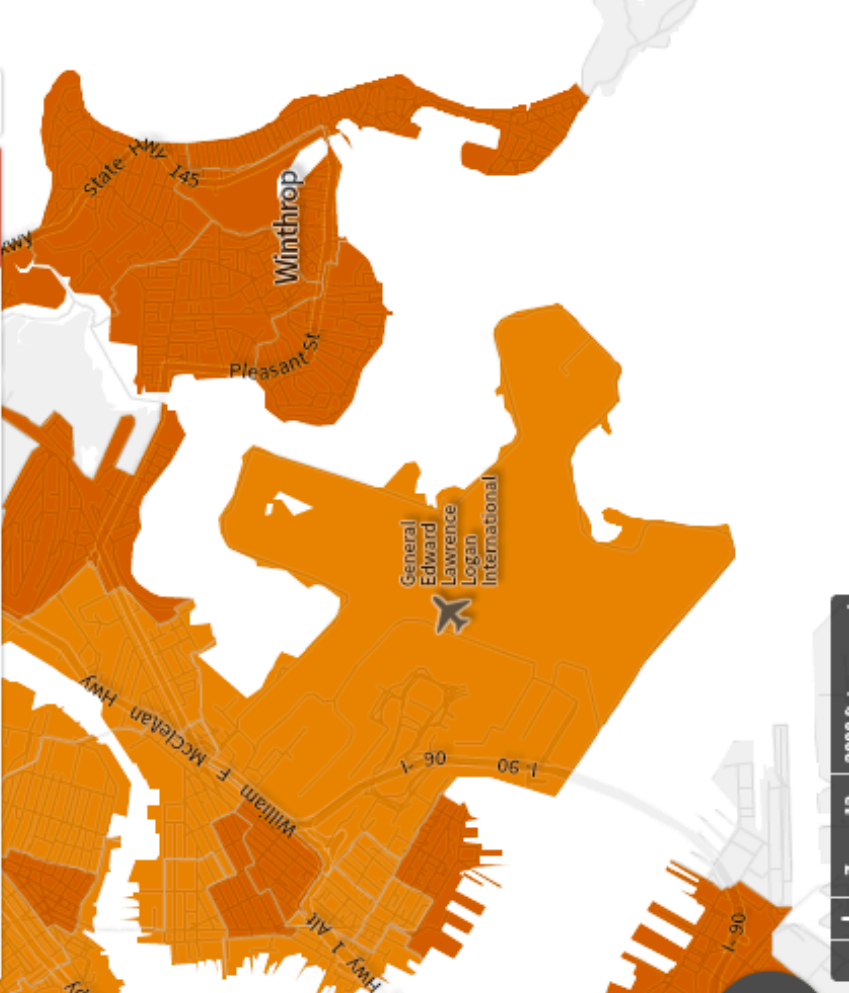 State Hwy 145
kwy
Winthrop
Pleasant St
General
Edward
Lawrence
Logan
International
William F McClellan Hwy
I- 90
I- 90
Hwy 1 Alt
I- 90